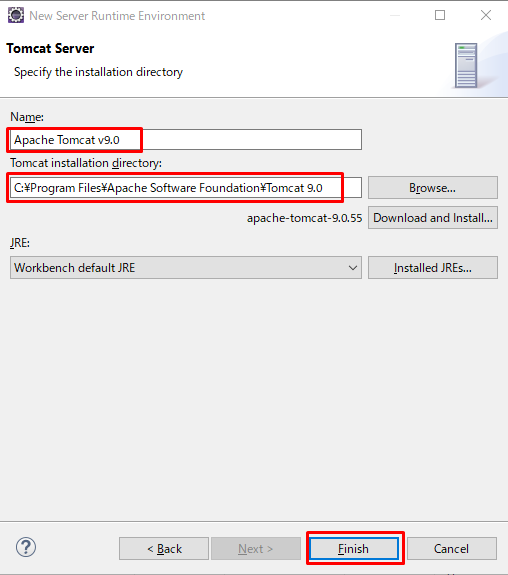 New Server Runtime Environment
Tomcat Server
Specify the installation directory
Name:
Apache Tomcat v9.0
Tomcat installation directory:
C:¥Program Files¥Apache Software Foundation¥Tomcat 9.0
Browse...
apache-tomcat-9.0.55
Download and Install...
JRE:
Workbench default JRE
Installed JREs...
?
< Back
Next >
Finish
Cancel